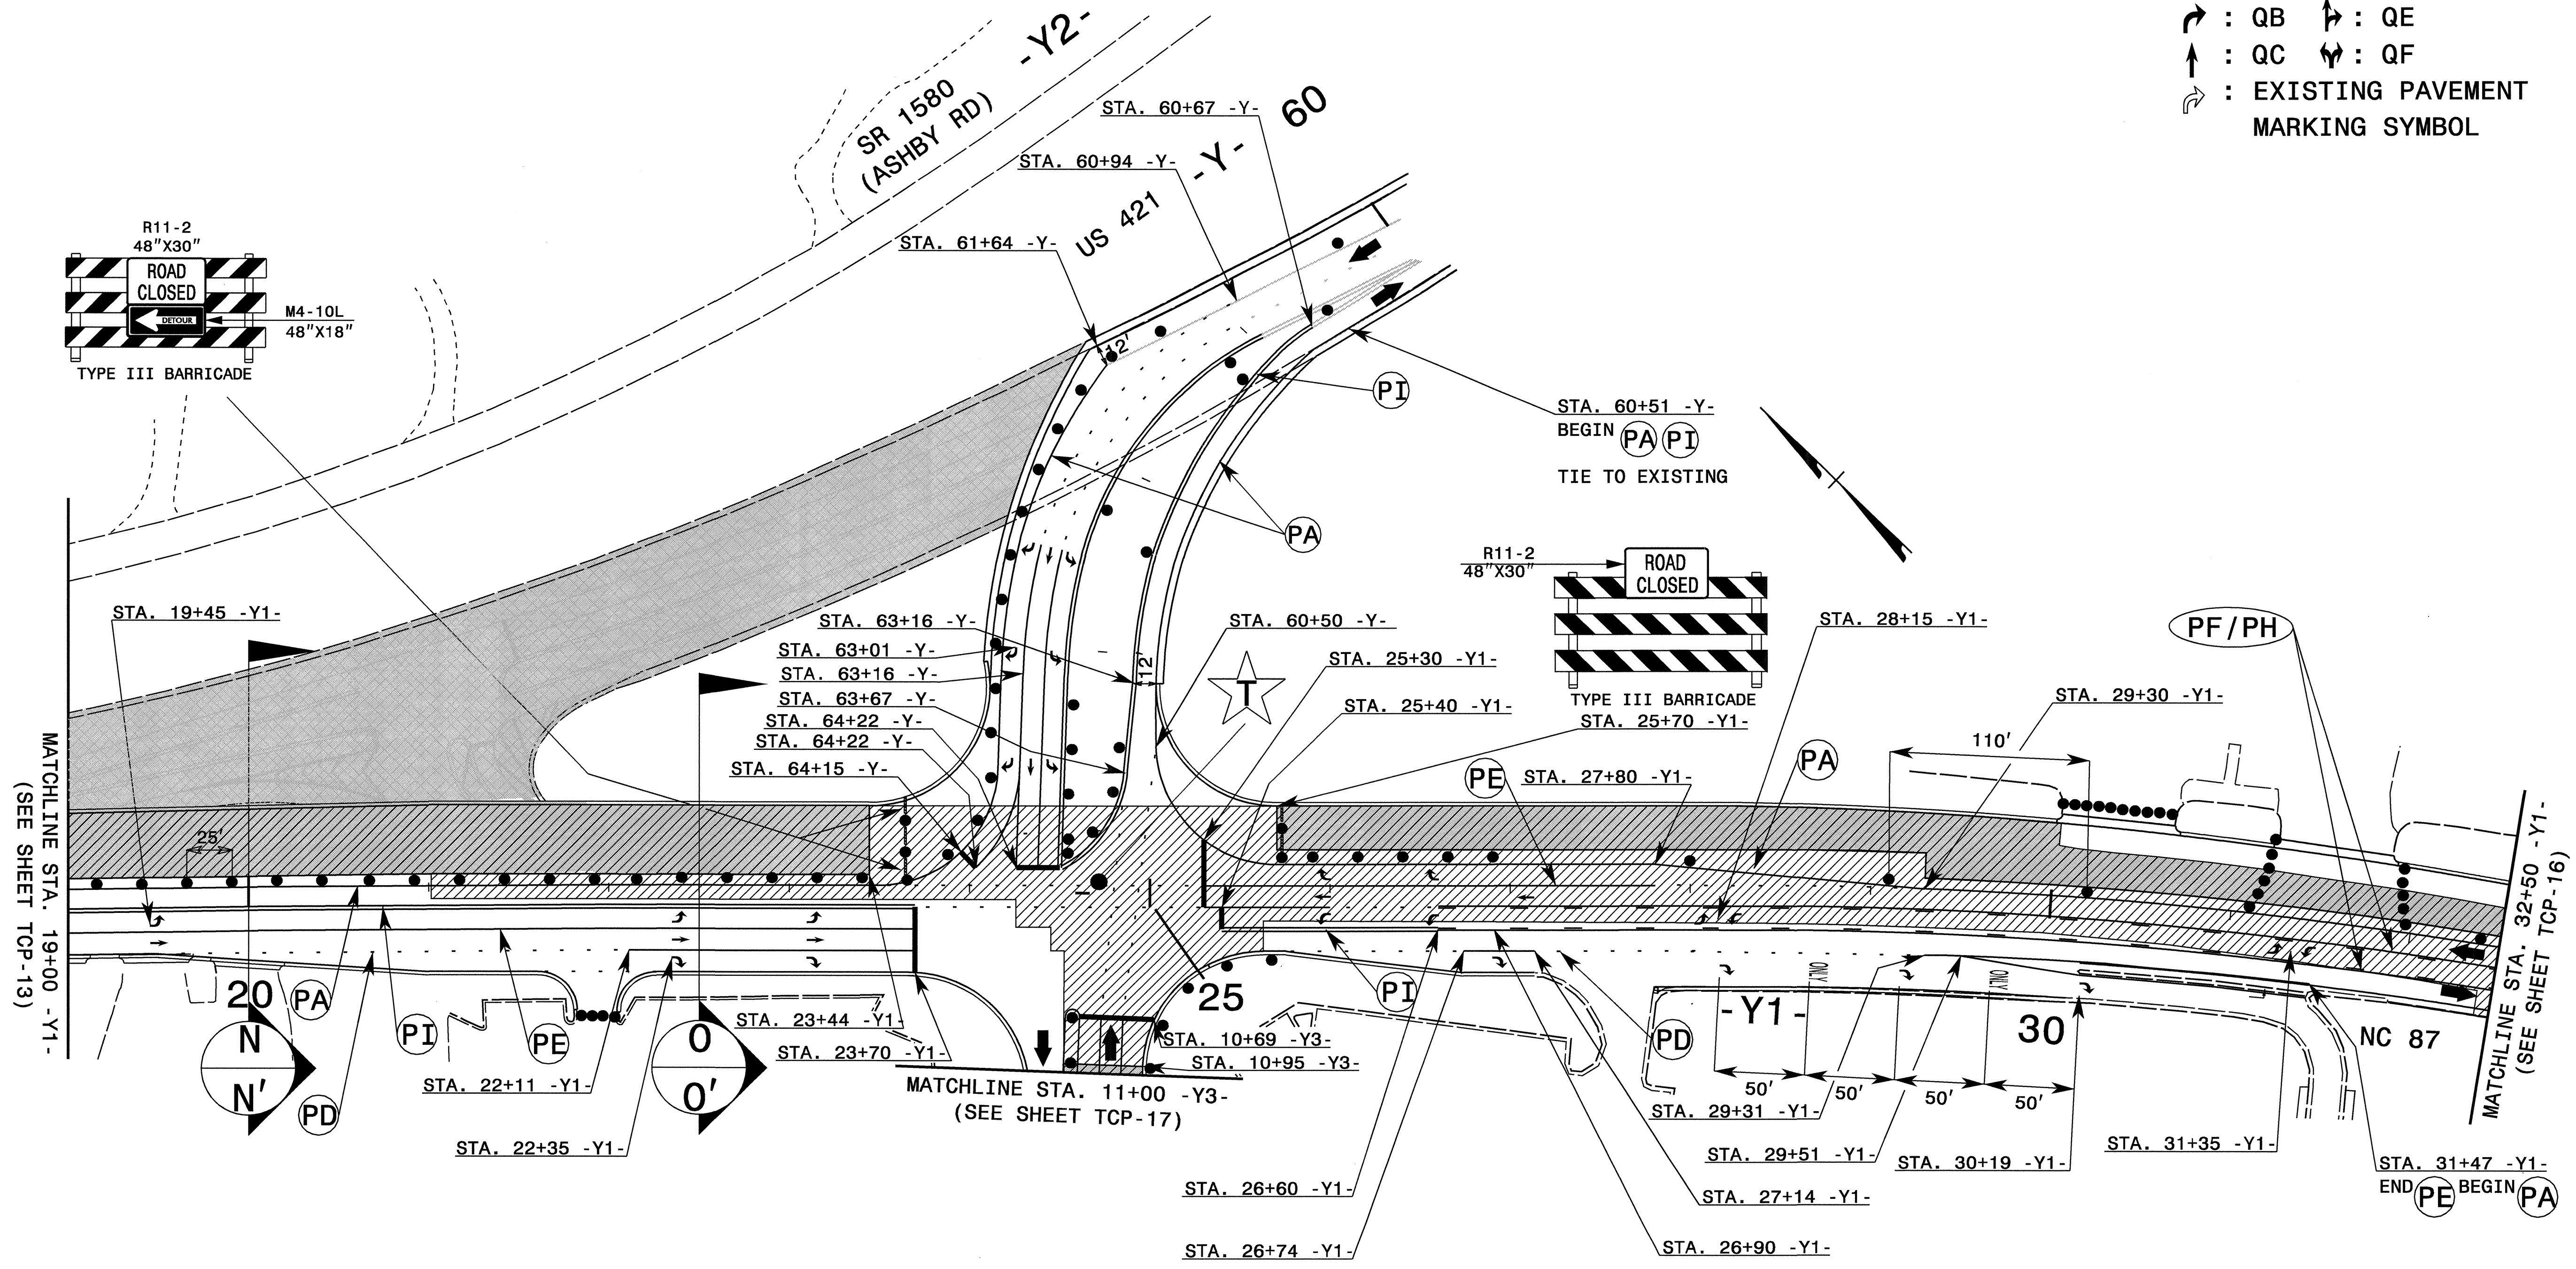 : QB : QE
: QC : QF
: EXISTING PAVEMENT
MARKING SYMBOL
-Y2-
SR 1580
(ASHBY RD)
STA. 60+67 -Y-
60
-Y-
STA. 60+94 -Y-
US 421
STA. 61+64 -Y-
R11-2
48"X30"
ROAD
CLOSED
DETOUR
M4-10L
48"X18"
TYPE III BARRICADE
12'
PI
STA. 60+51 -Y-
BEGIN PA PI
TIE TO EXISTING
PA
R11-2
48"X30"
ROAD
CLOSED
TYPE III BARRICADE
STA. 19+45 -Y1-
STA. 63+16 -Y-
STA. 63+01 -Y-
STA. 63+16 -Y-
STA. 63+67 -Y-
STA. 64+22 -Y-
STA. 64+22 -Y-
STA. 64+15 -Y-
12'
STA. 60+50 -Y-
T
STA. 25+30 -Y1-
STA. 25+40 -Y1-
STA. 25+70 -Y1-
STA. 28+15 -Y1-
PF/PH
STA. 29+30 -Y1-
110'
PE
STA. 27+80 -Y1-
PA
MATCHLINE STA. 19+00 -Y1-
(SEE SHEET TCP-13)
25'
20
PA
PI
PE
PD
N
N'
O
O'
STA. 22+11 -Y1-
STA. 22+35 -Y1-
STA. 23+44 -Y1-
STA. 23+70 -Y1-
25
STA. 10+69 -Y3-
STA. 10+95 -Y3-
MATCHLINE STA. 11+00 -Y3-
(SEE SHEET TCP-17)
PI
PD
ONLY
ONLY
-Y1-
30
NC 87
50'
50'
50'
50'
STA. 29+31 -Y1-
STA. 29+51 -Y1-
STA. 30+19 -Y1-
STA. 31+35 -Y1-
STA. 26+60 -Y1-
STA. 27+14 -Y1-
STA. 26+74 -Y1-
STA. 26+90 -Y1-
STA. 31+47 -Y1-
END PE BEGIN PA
MATCHLINE STA. 32+50 -Y1-
(SEE SHEET TCP-16)